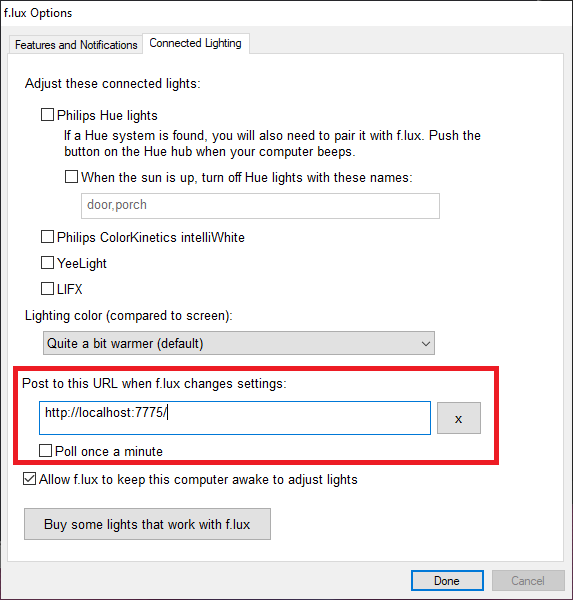 f.lux Options
Features and Notifications
Connected Lighting
Adjust these connected lights:
Philips Hue lights
If a Hue system is found, you will also need to pair it with f.lux. Push the
button on the Hue hub when your computer beeps.
When the sun is up, turn off Hue lights with these names:
door,porch
Philips ColorKinetics intelliWhite
YeeLight
LIFX
Lighting color (compared to screen):
Quite a bit warmer (default)
Post to this URL when f.lux changes settings:
http://localhost:7775/
x
Poll once a minute
Allow f.lux to keep this computer awake to adjust lights
Buy some lights that work with f.lux
Done
Cancel